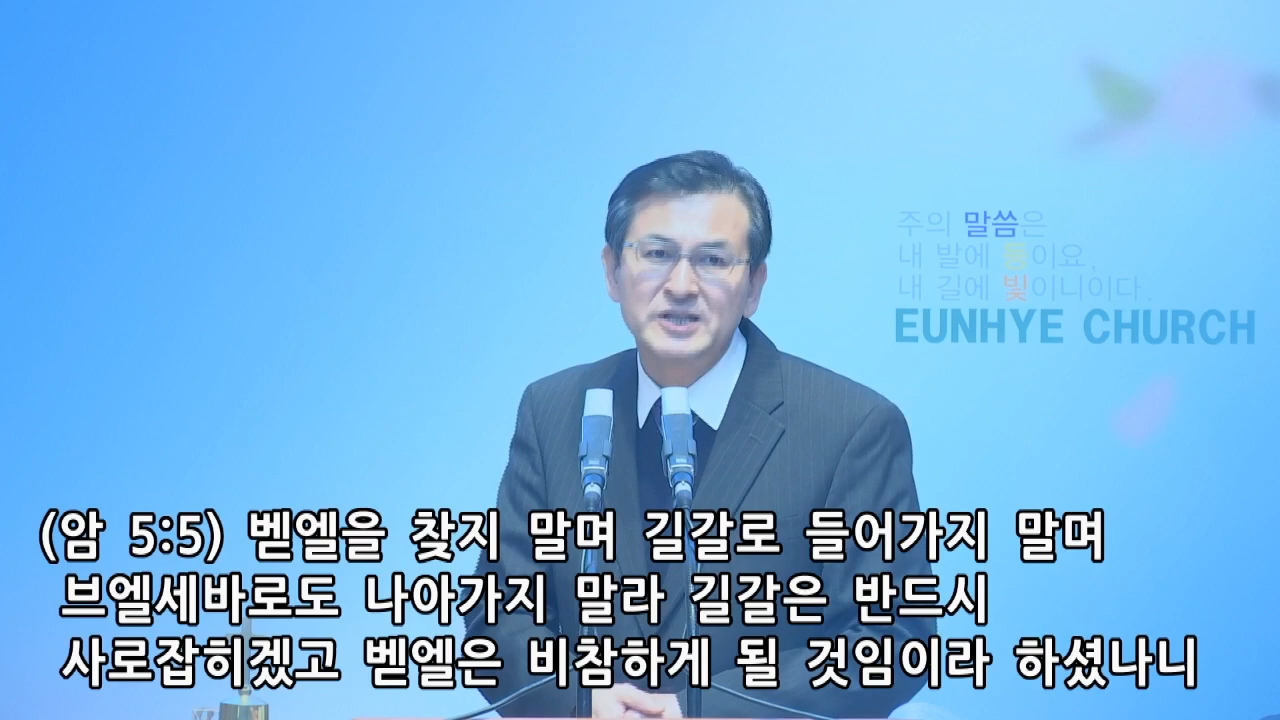 주의 말씀은
내 발에 등이요,
내 길에 빛이니이다.
EUNHYE CHURCH
(암 5:5) 벧엘을 찾지 말며 길갈로 들어가지 말며
브엘세바로도 나아가지 말라 길갈은 반드시
사로잡히겠고 벧엘은 비참하게 될 것임이라 하셨나니